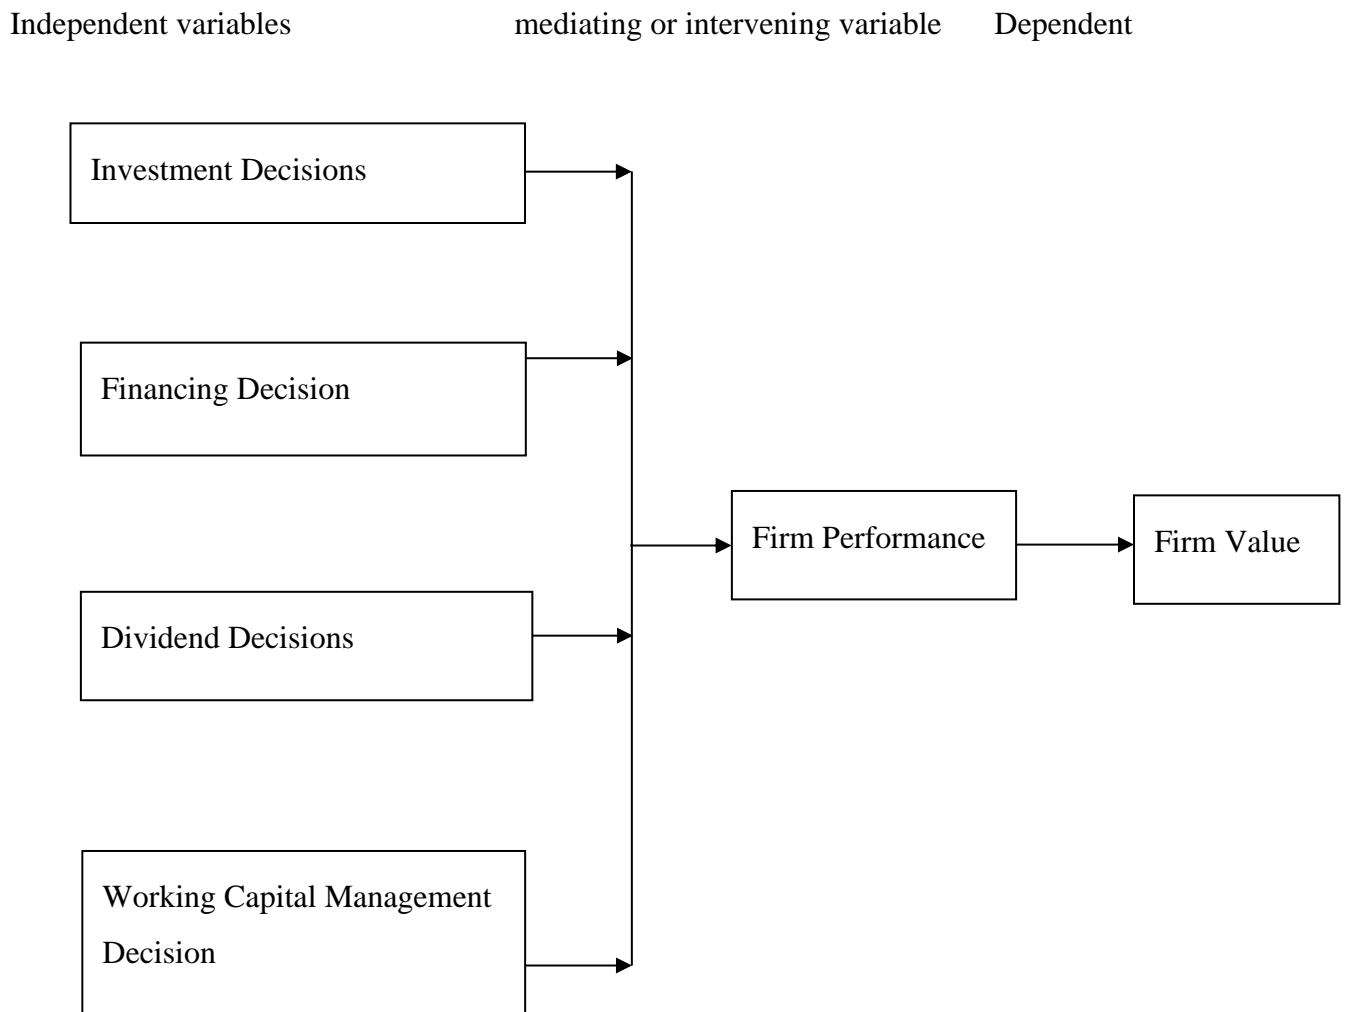 Independent variables mediating or intervening variable Dependent
Investment Decisions
Financing Decision
Firm Performance
Firm Value
Dividend Decisions
Working Capital Management
Decision